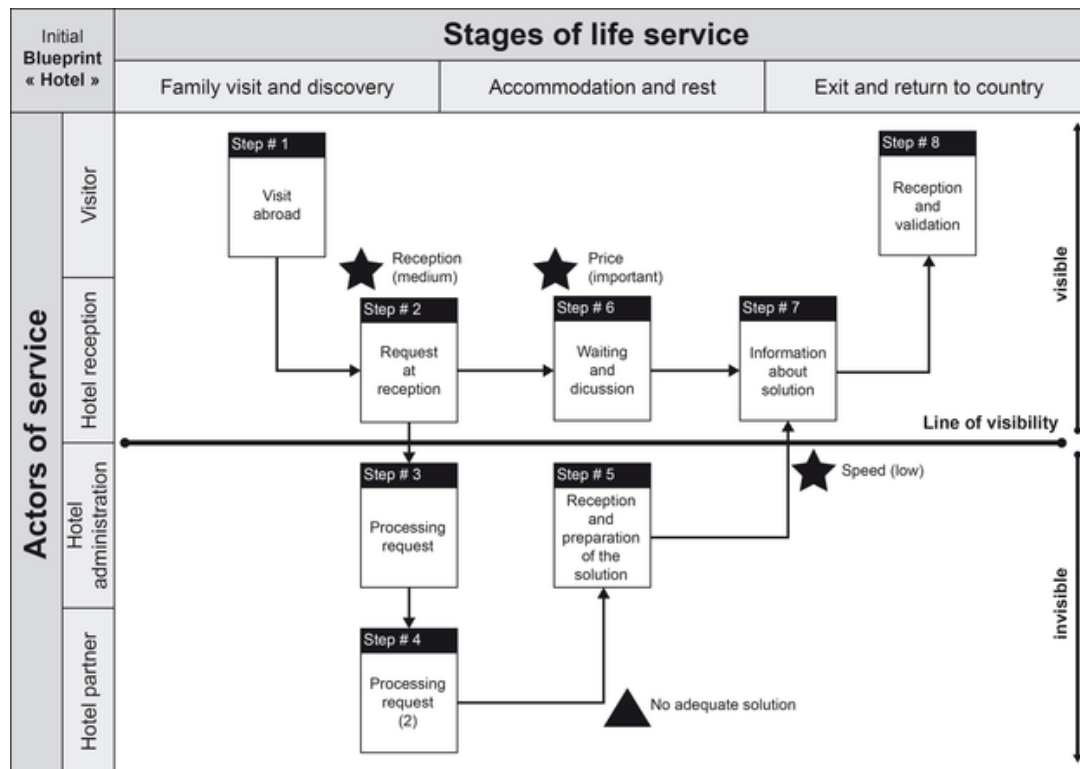 Initial
Blueprint
« Hotel »
Stages of life service
Family visit and discovery
Accommodation and rest
Exit and return to country
Actors of service
Visitor
Hotel reception
Hotel
administration
Hotel partner
Step # 1
Visit
abroad
Reception
(medium)
Step # 2
Request
at
reception
Price
(important)
Step # 6
Waiting
and
dicussion
Step # 7
Information
about
solution
Step # 8
Reception
and
validation
visible
Line of visibility
Step # 3
Processing
request
Step # 5
Reception
and
preparation
of the
solution
Speed (low)
invisible
Step # 4
Processing
request
(2)
No adequate solution